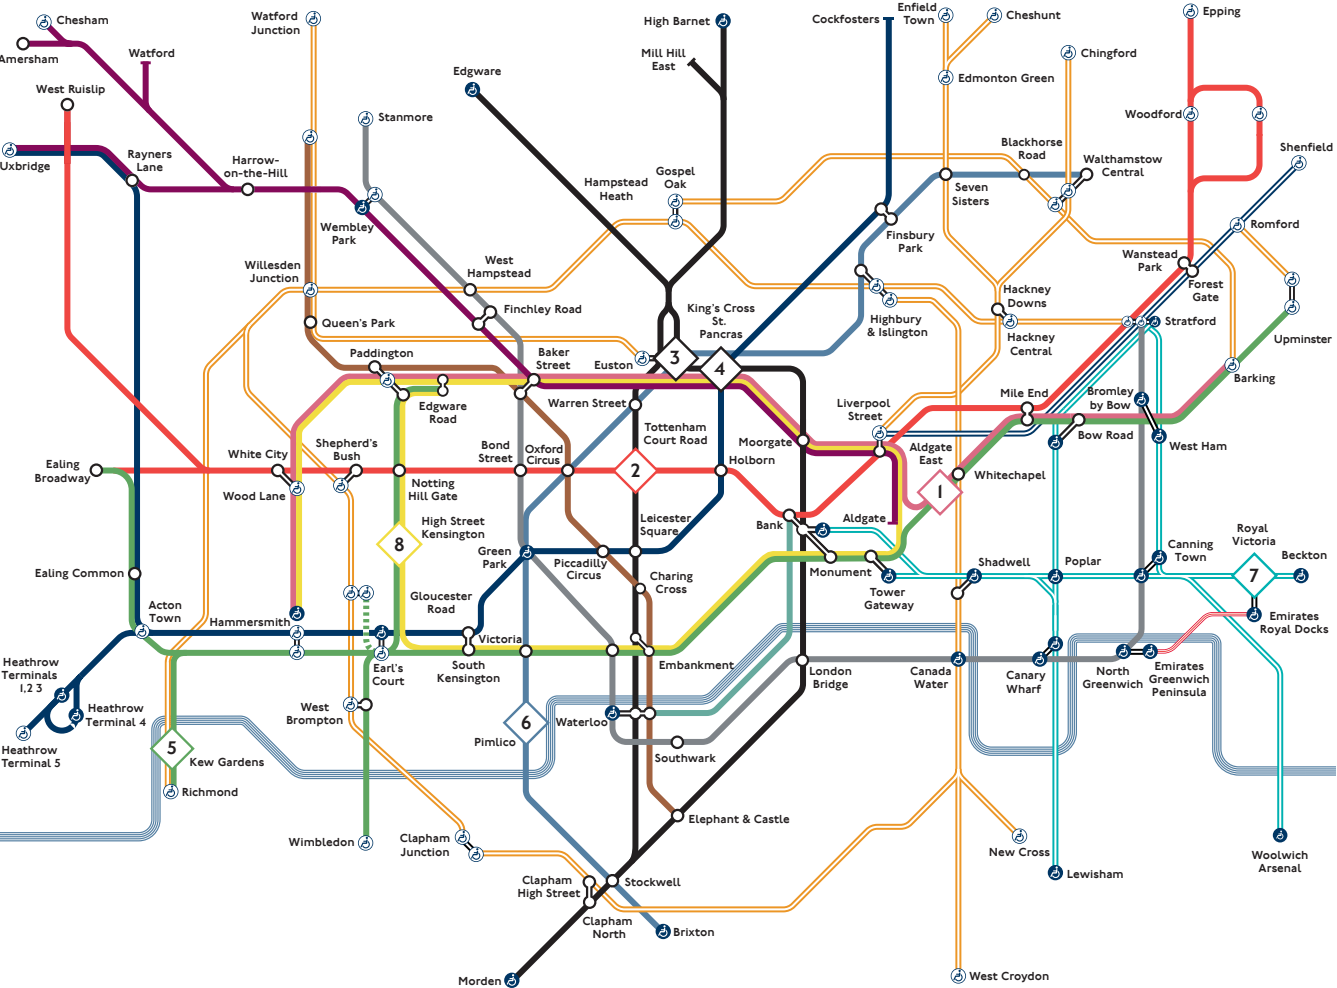 Chesham
Amersham
Watford
West Ruislip
Uxbridge
Rayners
Lane
Harrow-
on-the-Hill
Watford
Junction
Stanmore
Wembley
Park
Willesden
Junction
Queen's Park
West
Hampstead
Finchley Road
Edgware
High Barnet
Mill Hill
East
Hampstead
Heath
Gospel
Oak
Cockfosters
Enfield
Town
Cheshunt
Edmonton Green
Chingford
Epping
Woodford
Blackhorse
Road
Walthamstow
Central
Seven
Sisters
Finsbury
Park
Shenfield
Romford
Wanstead
Park
Forest
Gate
Hackney
Downs
Hackney
Central
Highbury
& Islington
Stratford
Upminster
Barking
King's Cross
St.
Pancras
Euston
3
4
Paddington
Baker
Street
Edgware
Road
Warren Street
Liverpool
Street
Mile End
Bromley
by Bow
Bow Road
West Ham
Moorgate
Aldgate
East
Whitechapel
1
Ealing
Broadway
White City
Wood Lane
Shepherd's
Bush
Notting
Hill Gate
Bond
Street
Oxford
Circus
Tottenham
Court Road
2
Holborn
High Street
Kensington
8
Leicester
Square
Green
Park
Piccadilly
Circus
Bank
Aldgate
Monument
Tower
Gateway
Shadwell
Poplar
Canning
Town
Royal
Victoria
7
Beckton
Ealing Common
Acton
Town
Hammersmith
Gloucester
Road
Earl's
Court
South
Kensington
Victoria
Charing
Cross
Embankment
London
Bridge
Canada
Water
Canary
Wharf
North
Greenwich
Emirates
Greenwich
Peninsula
Emirates
Royal Docks
Heathrow
Terminals
1,2 3
Heathrow
Terminal 4
Heathrow
Terminal 5
5
Kew Gardens
Richmond
West
Brompton
Wimbledon
6
Pimlico
Waterloo
Southwark
Elephant & Castle
Clapham
Junction
Clapham
High Street
Stockwell
Clapham
North
Brixton
Morden
New Cross
West Croydon
Lewisham
Woolwich
Arsenal